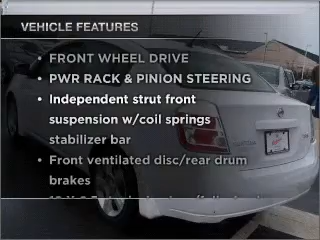 VEHICLE FEATURES
• FRONT WHEEL DRIVE
• PWR RACK & PINION STEERING
• Independent strut front
suspension w/coil springs
stabilizer bar
• Front ventilated disc/rear drum
brakes